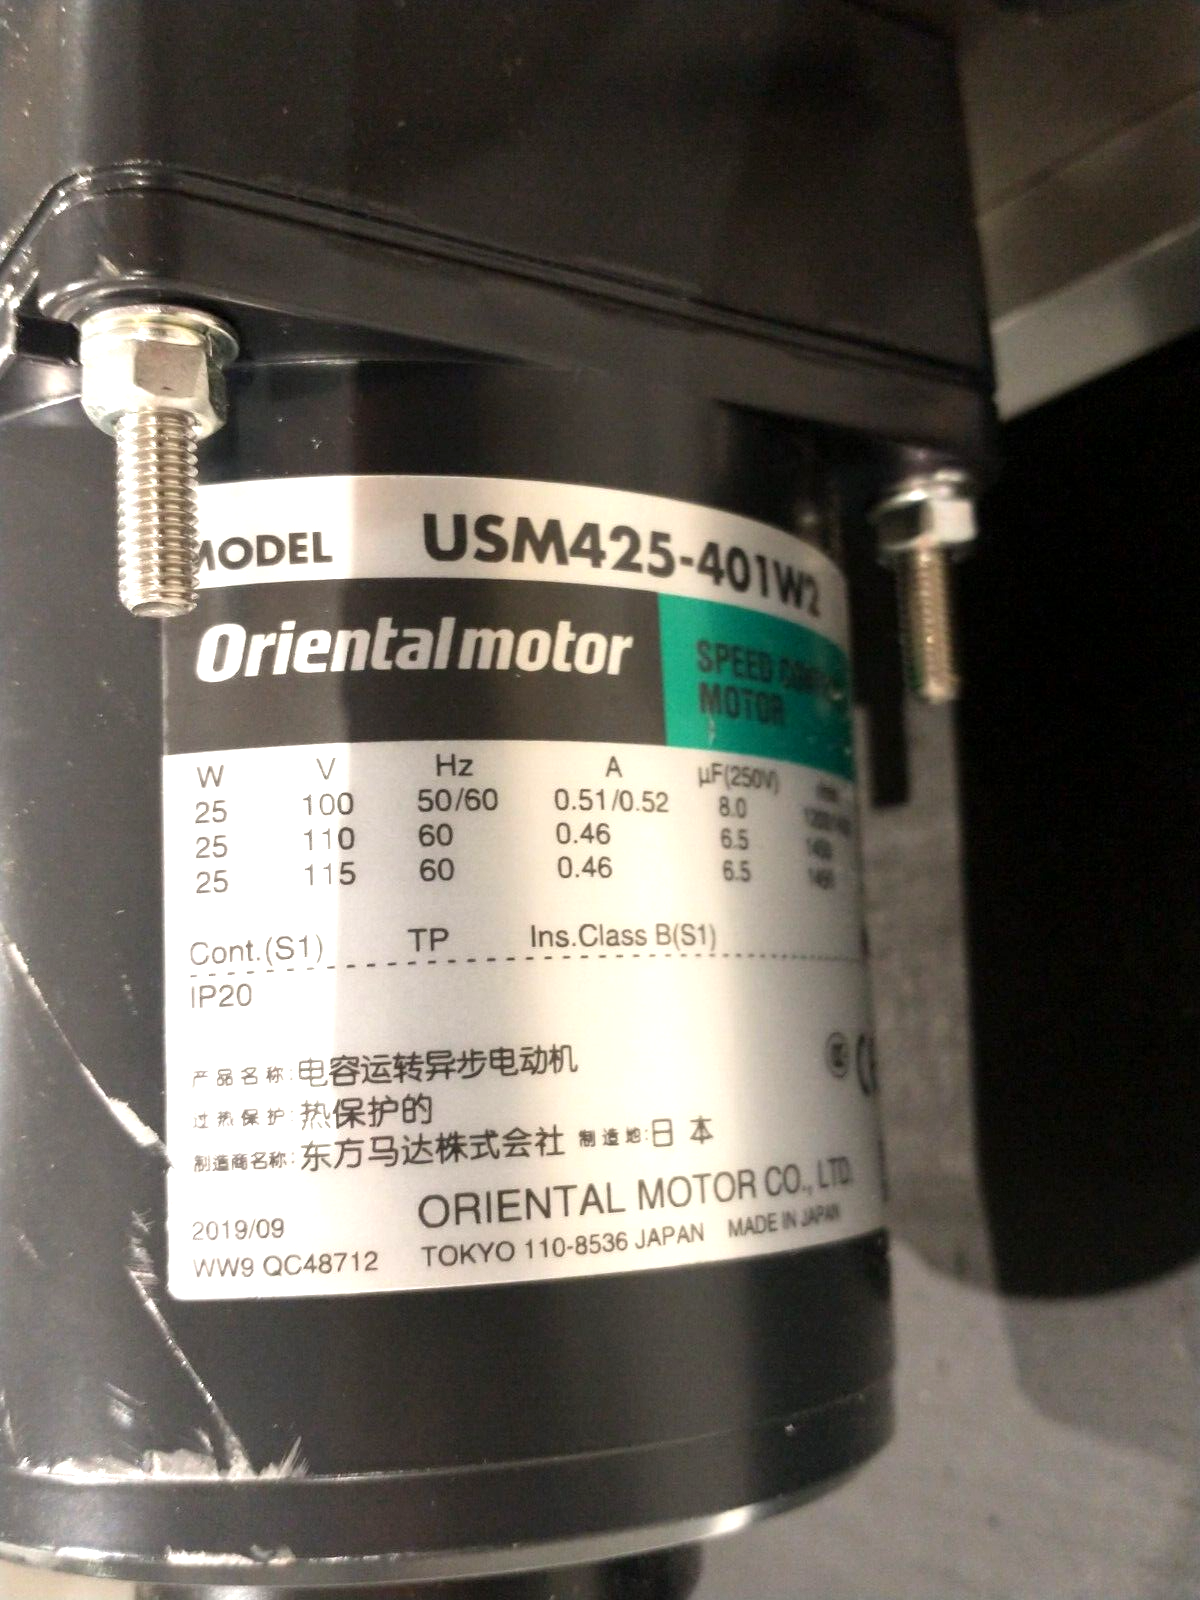 MODEL USM425-401W2
Orientalmotor
SPEED CONTROL
MOTOR
W V Hz A µF(250V)
25 100 50/60 0.51/0.52 8.0
25 110 60 0.46 6.5
25 115 60 0.46 6.5
Cont.(S1) TP Ins.Class B(S1)
IP20
产品名称:电容运转异步电动机
过热保护:热保护的
制造商名称:东方马达株式会社 制造地:日本
ORIENTAL MOTOR CO., LTD.
2019/09
WW9 QC48712 TOKYO 110-8536 JAPAN MADE IN JAPAN